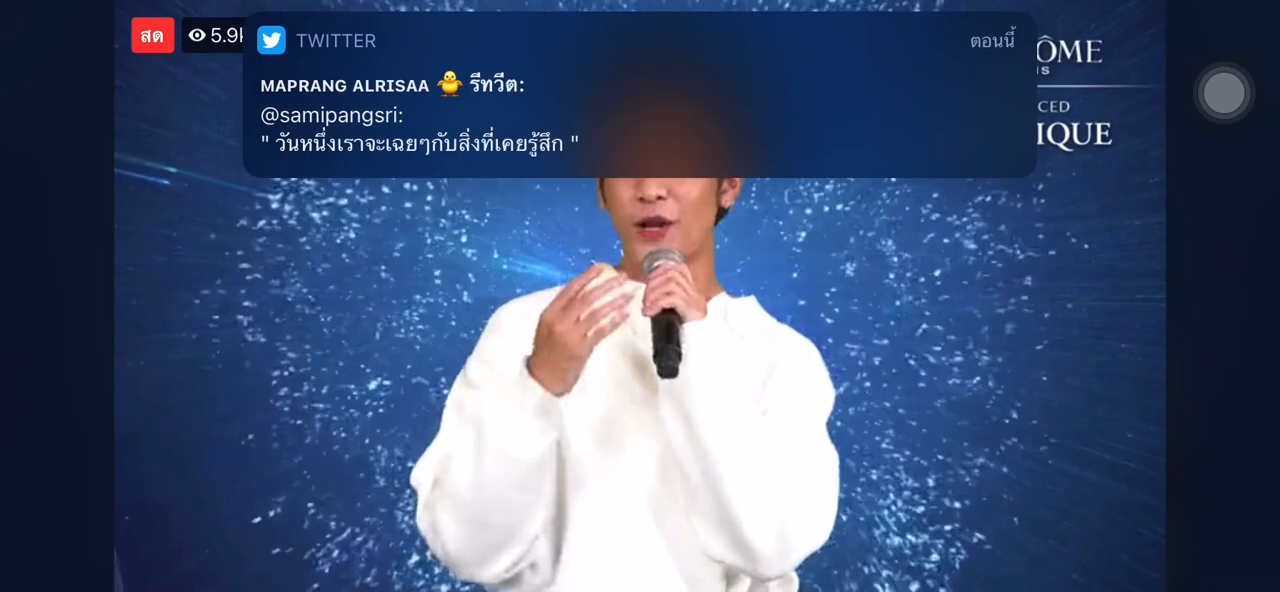 สด
5.9
TWITTER
ตอนนี้
MAPRANG ALRISAA 🐥 รีทวีต:
@samipangsri:
" วันหนึ่งเราจะเฉยๆกับสิ่งที่เคยรู้สึก "
ÔME
IS
CED
IQUE